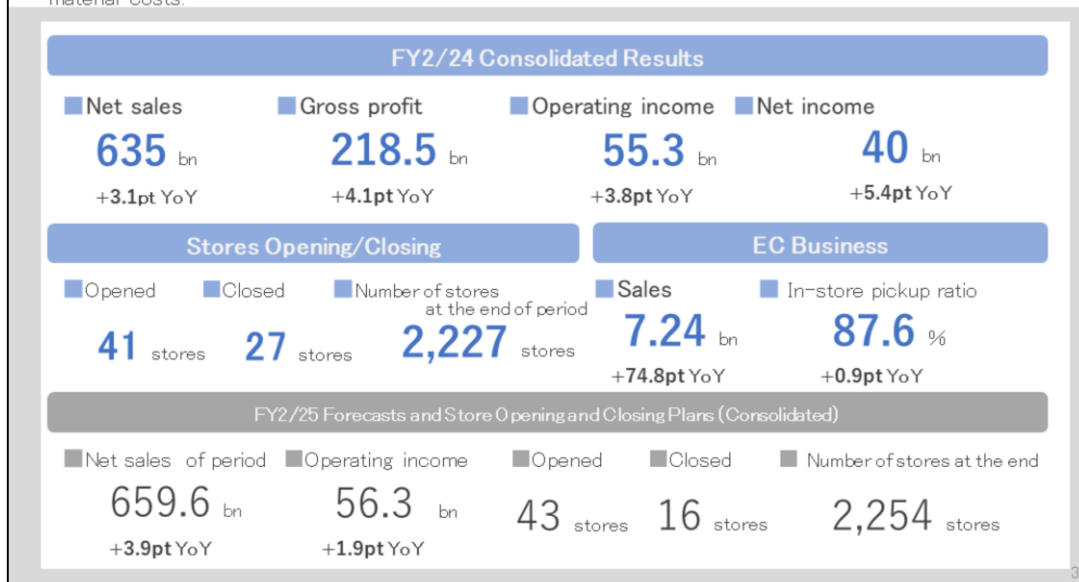 material costs.
FY2/24 Consolidated Results
Net sales
Gross profit
Operating income
Net income
635 bn
218.5 bn
55.3 bn
40 bn
+3.1pt YoY
+4.1pt YoY
+3.8pt YoY
+5.4pt YoY
Stores Opening/Closing
EC Business
Opened
Closed
Number of stores
at the end of period
41 stores
27 stores
2,227 stores
Sales
In-store pickup ratio
7.24 bn
87.6 %
+74.8pt YoY
+0.9pt YoY
FY2/25 Forecasts and Store Opening and Closing Plans (Consolidated)
Net sales of period
Operating income
Opened
Closed
Number of stores at the end
659.6 bn
56.3 bn
43 stores
16 stores
2,254 stores
+3.9pt YoY
+1.9pt YoY
3